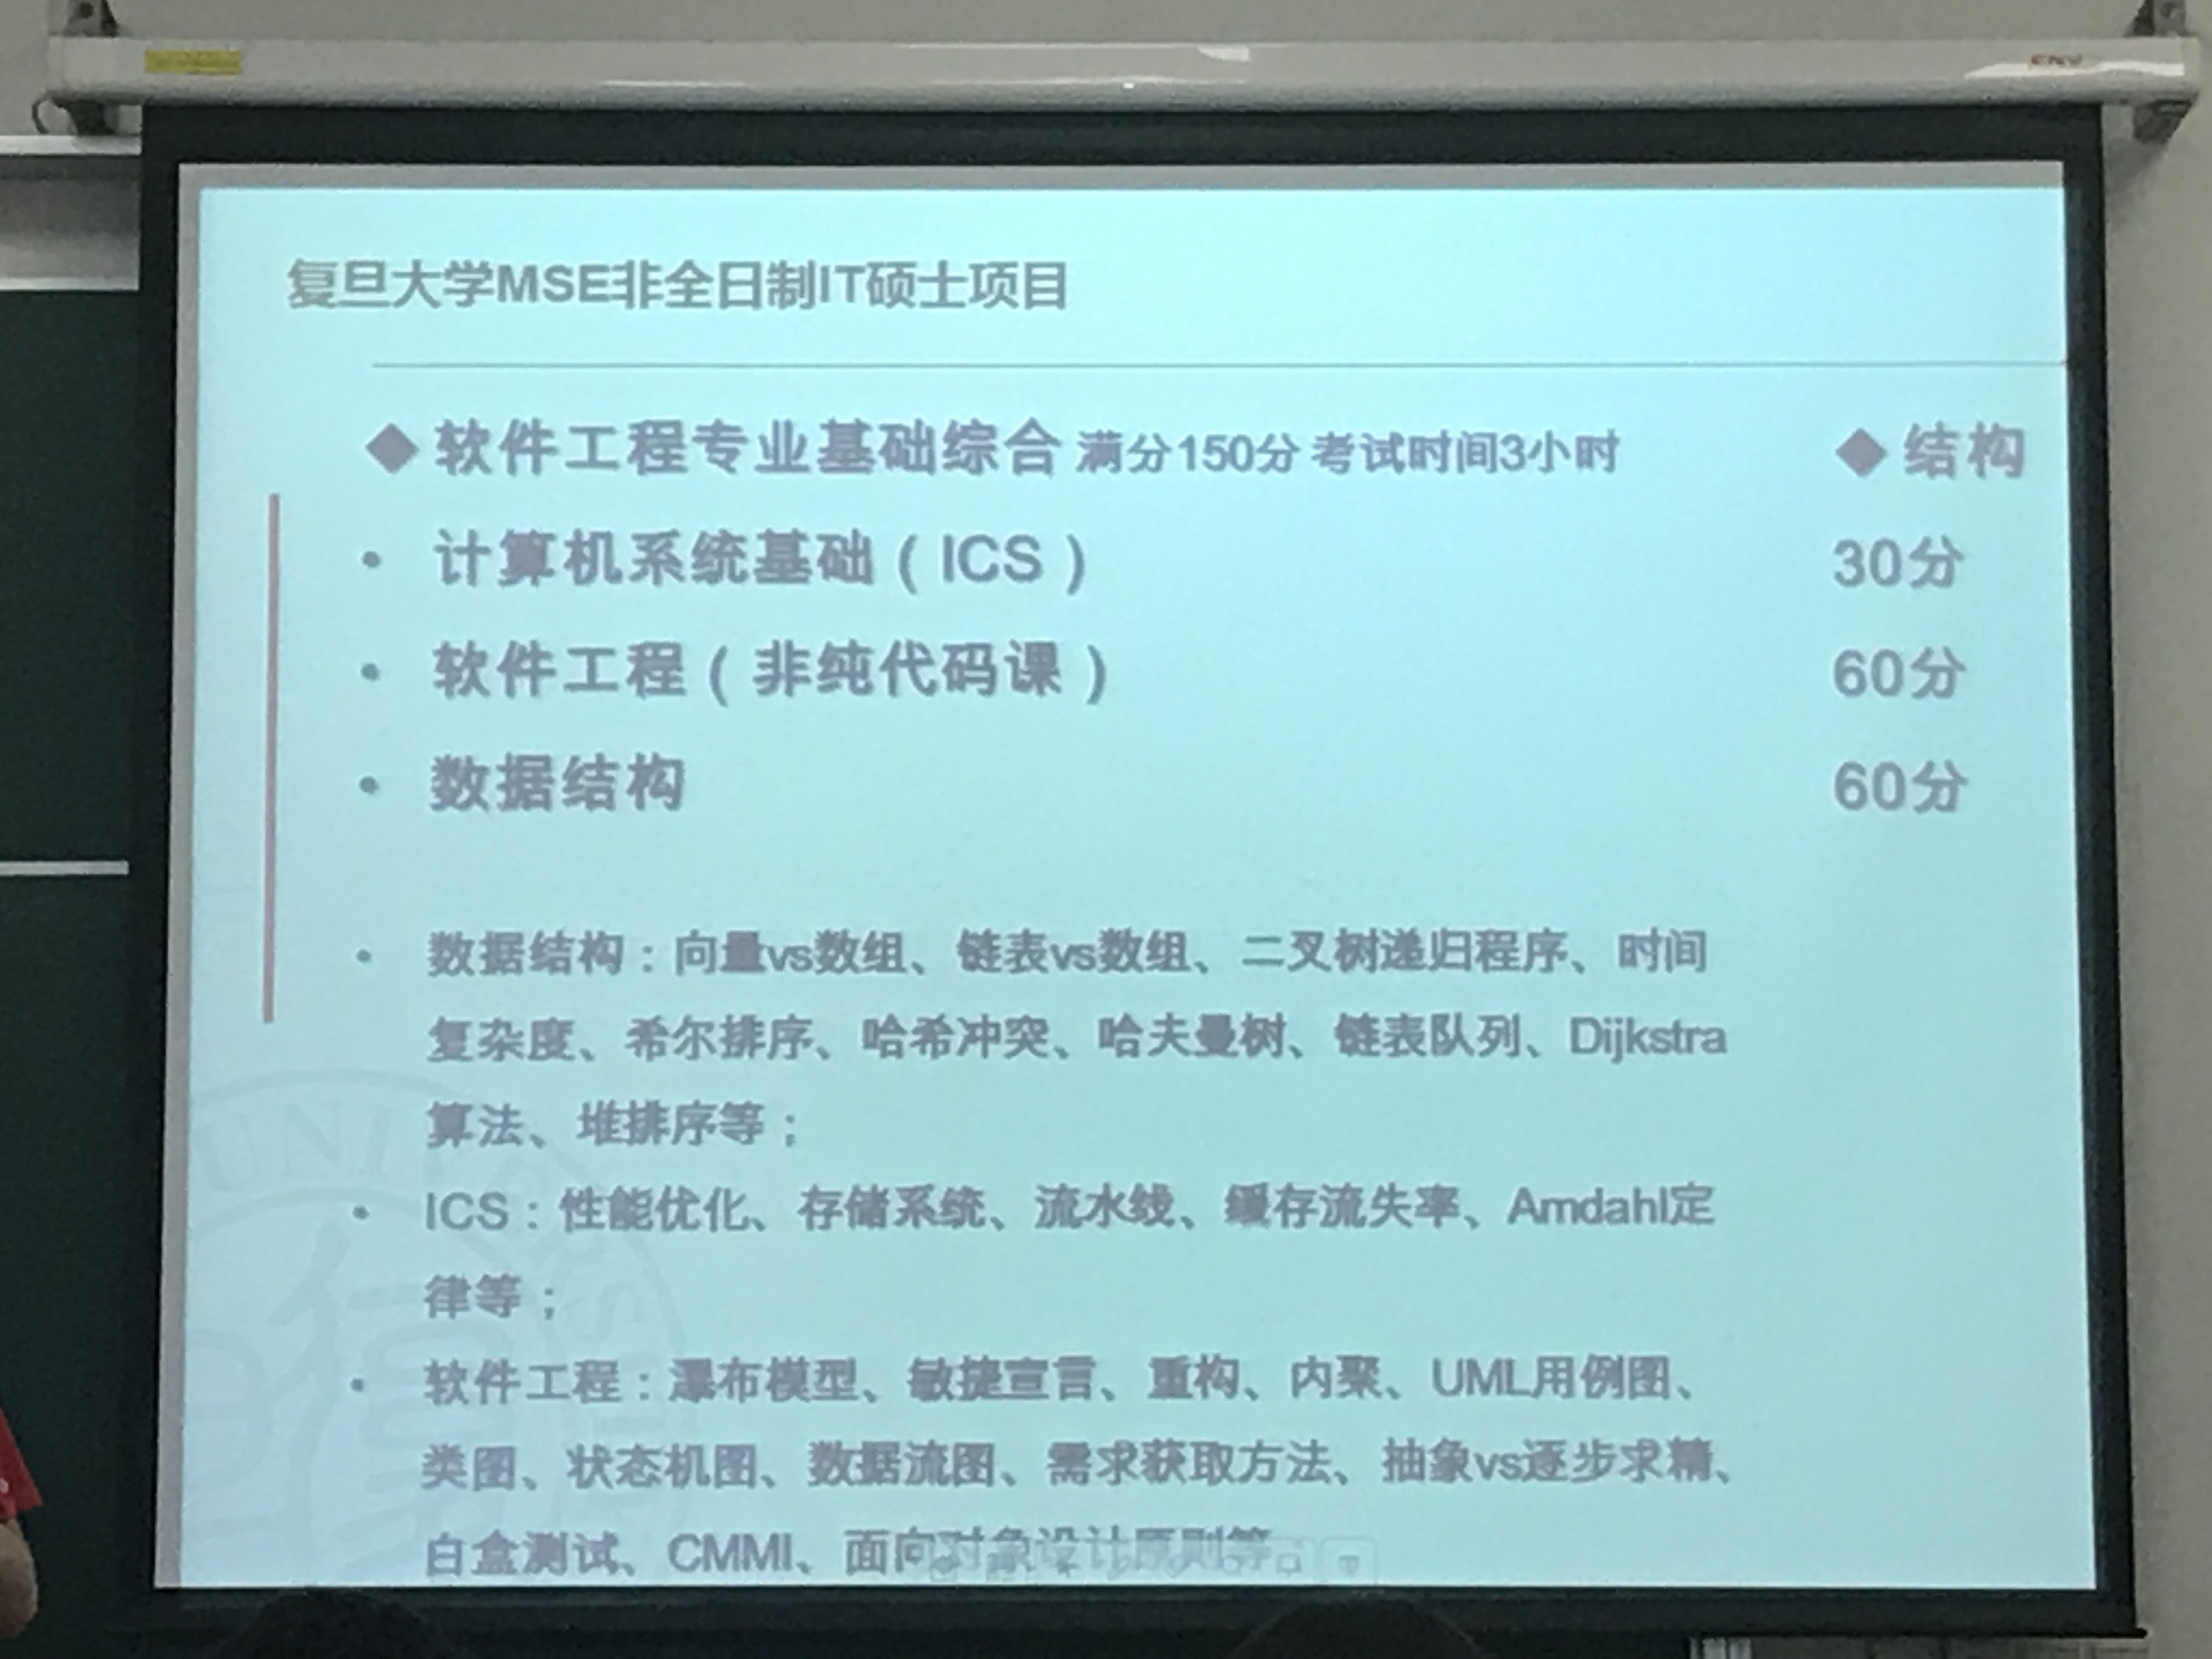 复旦大学MSE非全日制IT硕士项目
◆ 软件工程专业基础综合 满分150分 考试时间3小时 ◆ 结构
• 计算机系统基础（ICS） 30分
• 软件工程（非纯代码课） 60分
• 数据结构 60分
• 数据结构：向量vs数组、链表vs数组、二叉树递归程序、时间
复杂度、希尔排序、哈希冲突、哈夫曼树、链表队列、Dijkstra
算法、堆排序等；
• ICS：性能优化、存储系统、流水线、缓存流失率、Amdahl定
律等；
• 软件工程：瀑布模型、敏捷宣言、重构、内聚、UML用例图、
类图、状态机图、数据流图、需求获取方法、抽象vs逐步求精、
白盒测试、CMMI、面向对象设计原则等